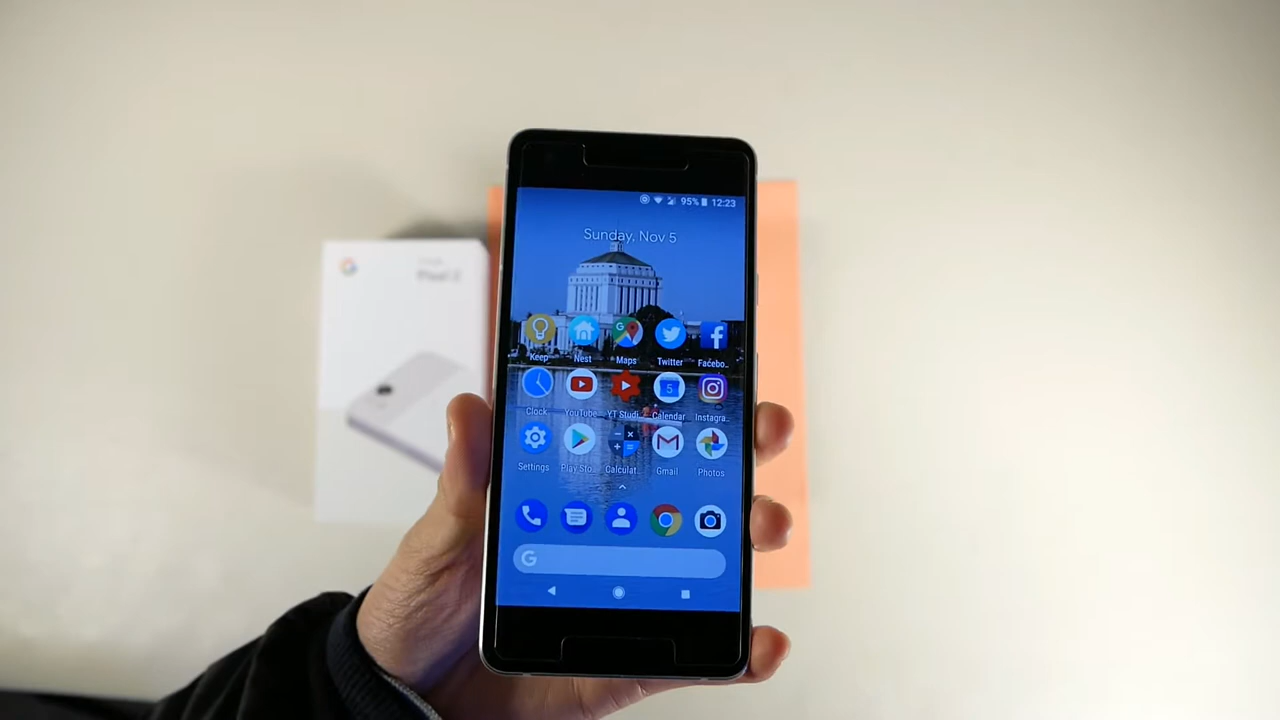 95% 12:23
Sunday, Nov 5
Keep Nest Maps Twitter Facebo..
Clock YouTube YT Studi.. Calendar Instagra..
Settings Play Sto.. Calculat.. Gmail Photos
G
Pixel 2